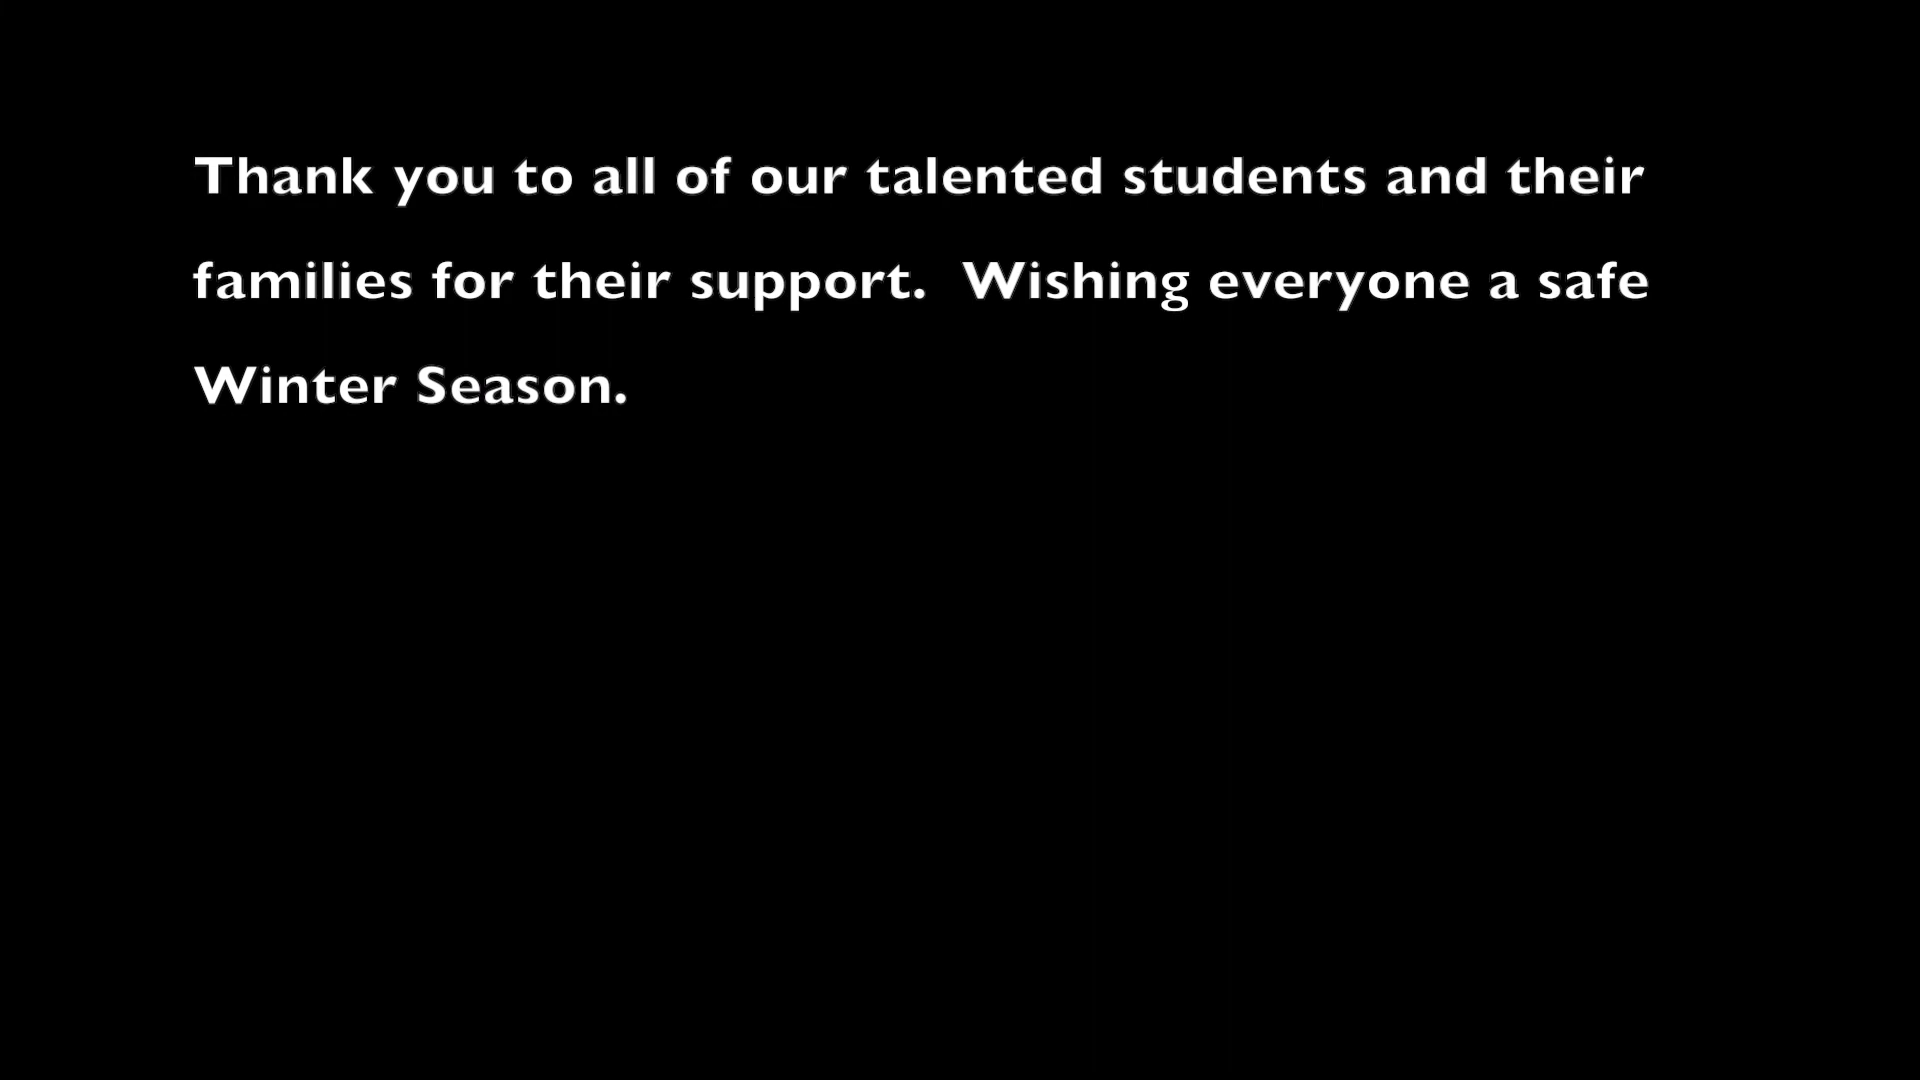 Thank you to all of our talented students and their
families for their support.  Wishing everyone a safe
Winter Season.